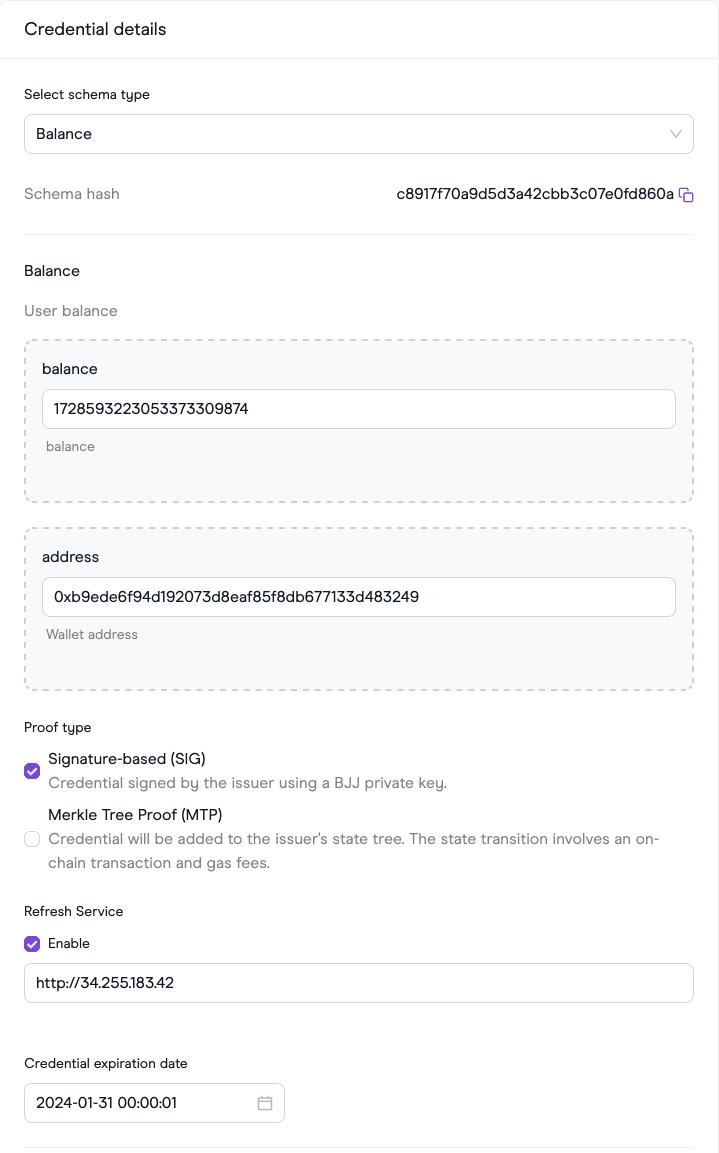 Credential details
Select schema type
Balance
Schema hash
c8917f70a9d5d3a42cbb3c07e0fd860a
Balance
User balance
balance
1728593223053373309874
balance
address
0xb9ede6f94d192073d8eaf85f8db677133d483249
Wallet address
Proof type
Signature-based (SIG)
Credential signed by the issuer using a BJJ private key.
Merkle Tree Proof (MTP)
Credential will be added to the issuer's state tree. The state transition involves an on-
chain transaction and gas fees.
Refresh Service
Enable
http://34.255.183.42
Credential expiration date
2024-01-31 00:00:01